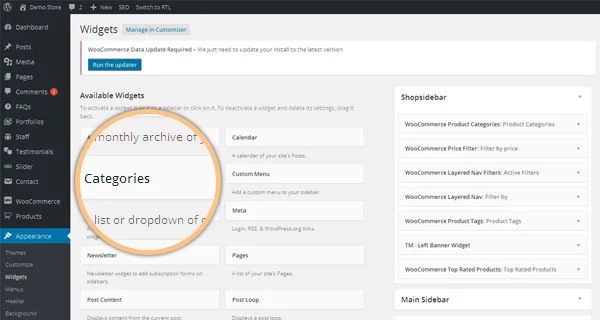 Demo Store 2 + New SEO Switch to RTL
Dashboard
Posts
Media
Pages
Comments 2
FAQs
Portfolios
Staff
Testimonials
Slider
Contact
WooCommerce
Products
Appearance
Themes
Customize
Widgets
Menus
Header
Background
Widgets Manage in Customizer
WooCommerce Data Update Required – We just need to update your install to the latest version
Run the updater
Available Widgets
To activate a widget drag it to a sidebar or click on it. To deactivate a widget and delete its settings, drag it
back.
monthly archive of
Categories
list or dropdown of
Calendar
A calendar of your site's Posts.
Custom Menu
Add a custom menu to your sidebar.
Meta
Login, RSS, & WordPress.org links.
Newsletter
Newsletter widget to add subscription forms on
sidebars
Pages
A list of your site's Pages.
Post Content
Displays content from the current post.
Post Loop
Displays a post loop.
Shopsidebar
WooCommerce Product Categories: Product Categories
WooCommerce Price Filter: Filter by price
WooCommerce Layered Nav Filters: Active Filters
WooCommerce Layered Nav: Filter by
WooCommerce Product Tags: Product Tags
TM - Left Banner Widget
WooCommerce Top Rated Products: Top Rated Products
Main Sidebar